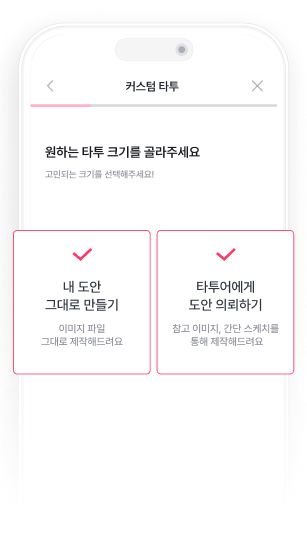 커스텀 타투
원하는 타투 크기를 골라주세요
고민되는 크기를 선택해주세요!
내 도안
그대로 만들기
이미지 파일
그대로 제작해드려요
타투어에게
도안 의뢰하기
참고 이미지, 간단 스케치를
통해 제작해드려요